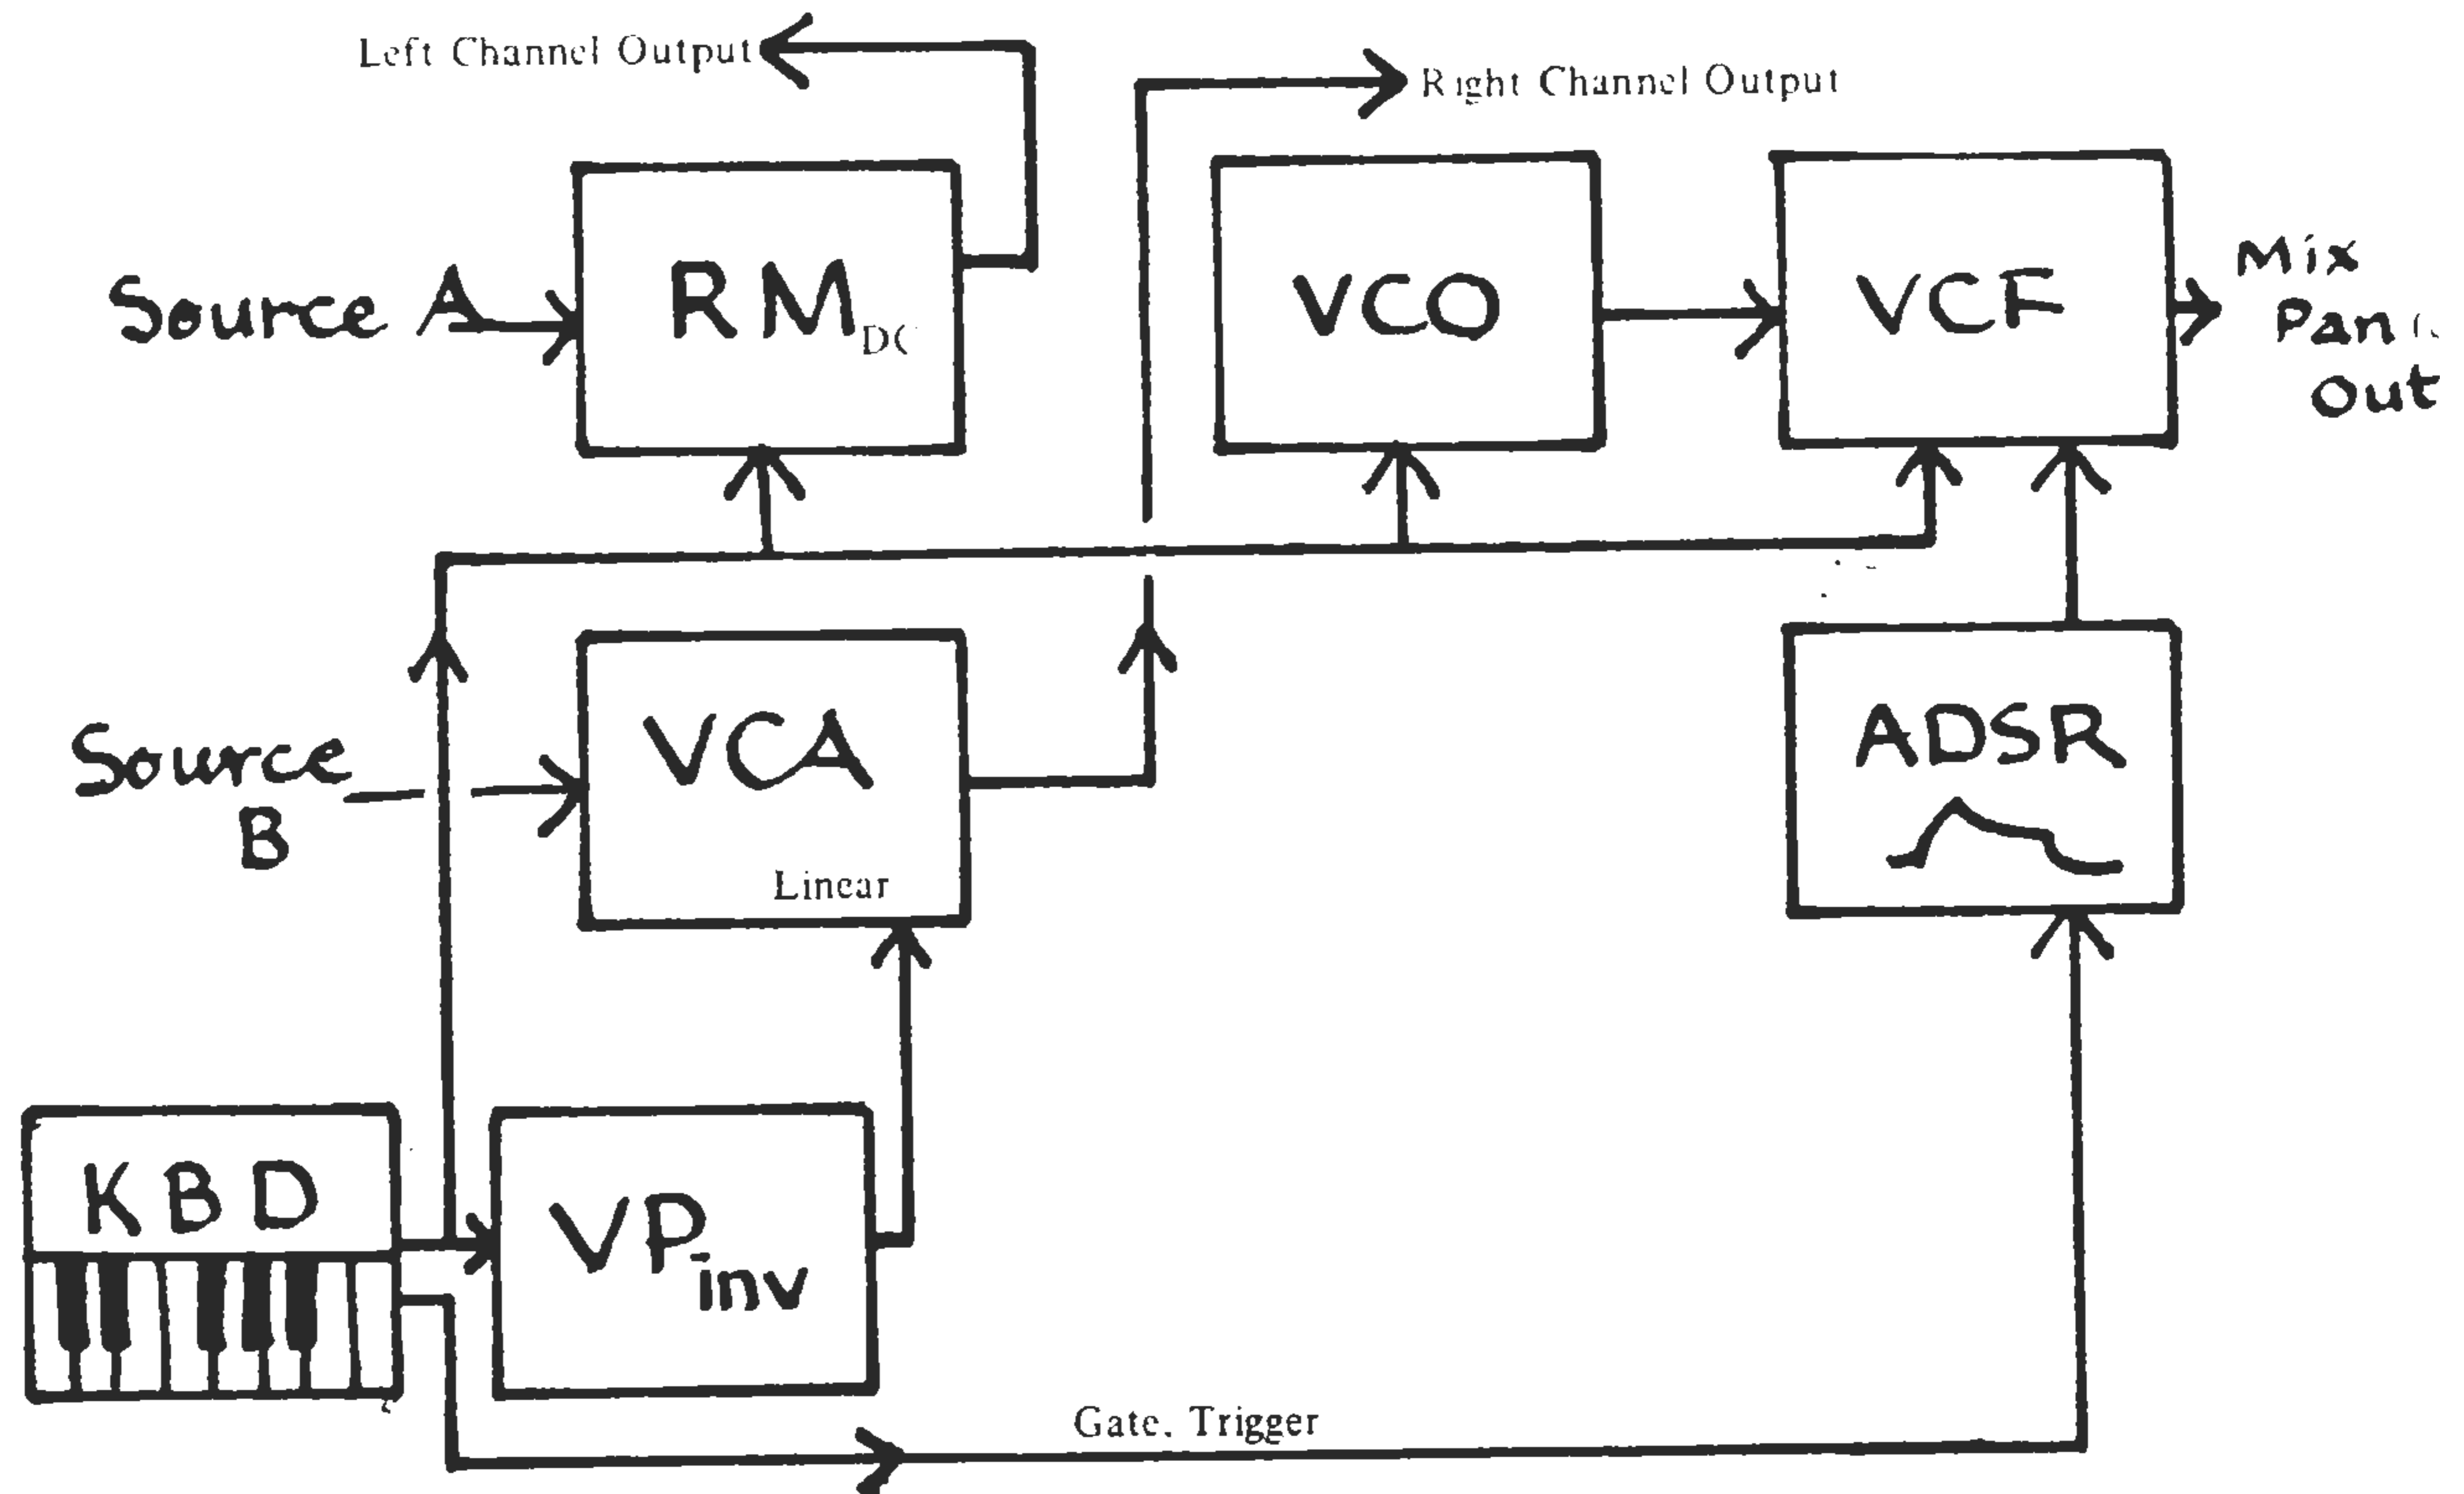 Left Channel Output
Right Channel Output
Source A
RM
VCO
VCF
Mix
Pan
Out
Source
B
VCA
Linear
ADSR
KBD
VP inv
Gate, Trigger